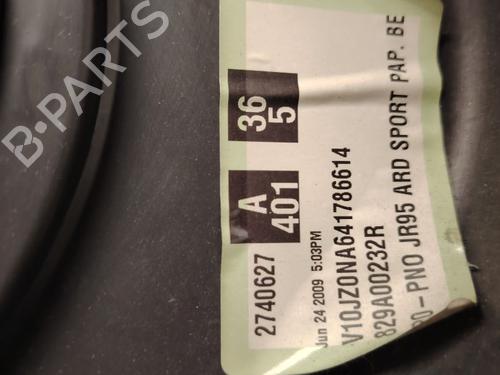 B-PARTS
2740627 A 401 36 5
Jun 24 2009 5:03PM
V10JZ0NA641786614
829A00232R
PNO JR95 ARD SPORT PAP. BE